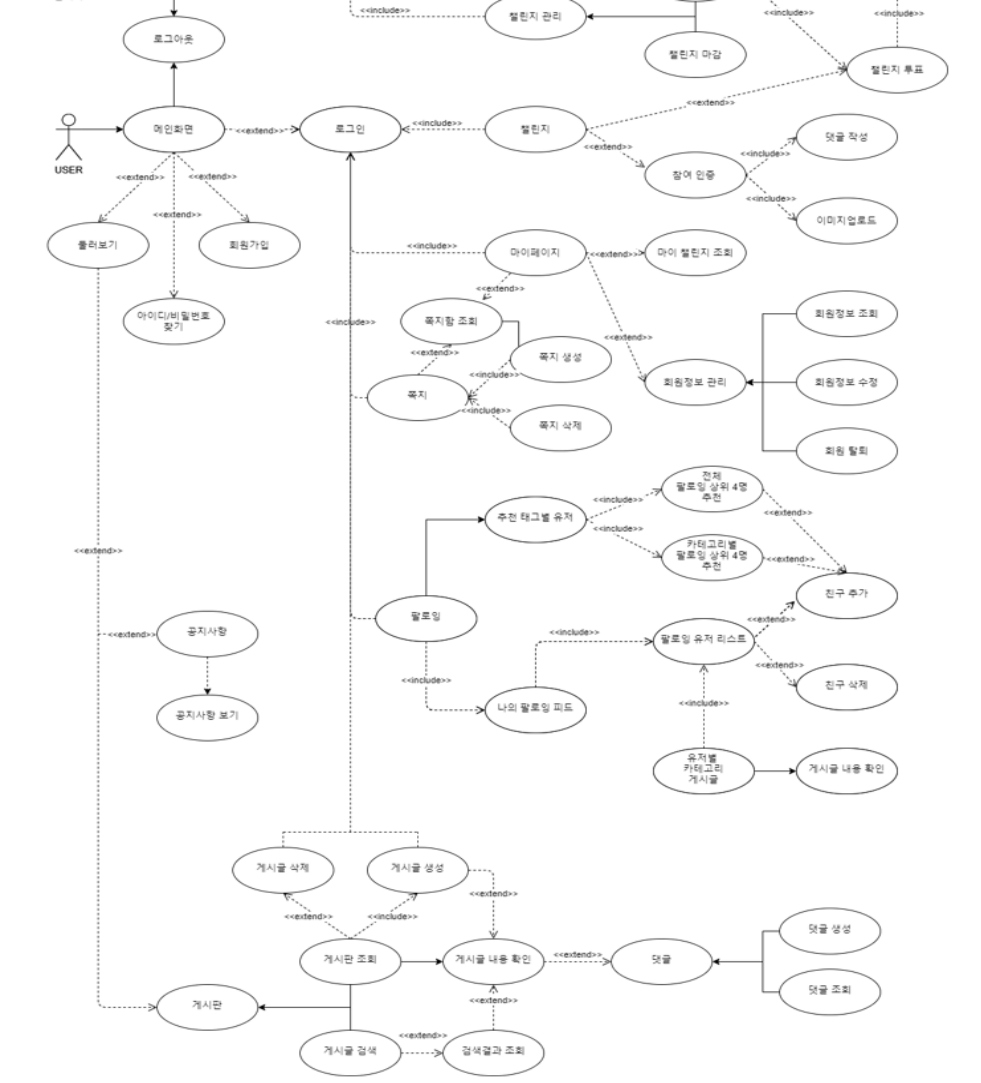 <<include>>
챌린지 관리
<<include>>
<<include>>
로그아웃
챌린지 마감
챌린지 투표
<<extend>>
USER
메인화면
<<extend>>
로그인
<<include>>
챌린지
<<extend>>
댓글 작성
<<include>>
참여 인증
<<include>>
이미지업로드
<<extend>>
<<extend>>
<<extend>>
둘러보기
회원가입
<<include>>
마이페이지
<<extend>>
마이 챌린지 조회
<<extend>>
아이디/비밀번호
찾기
<<include>>
쪽지함 조회
회원정보 조회
<<extend>>
<<extend>>
쪽지 생성
<<include>>
쪽지
<<include>>
쪽지 삭제
회원정보 관리
회원정보 수정
회원 탈퇴
전체
팔로잉 상위 4명
추천
<<include>>
추천 태그별 유저
<<include>>
<<extend>>
카테고리별
팔로잉 상위 4명
추천
<<extend>>
<<extend>>
친구 추가
공지사항
<<extend>>
팔로잉
<<include>>
팔로잉 유저 리스트
<<extend>>
<<extend>>
<<include>>
친구 삭제
공지사항 보기
나의 팔로잉 피드
<<include>>
유저별
카테고리
게시글
게시글 내용 확인
게시글 삭제
게시글 생성
<<extend>>
<<extend>>
<<include>>
게시판 조회
게시글 내용 확인
<<extend>>
댓글
댓글 생성
댓글 조회
게시판
<<extend>>
게시글 검색
<<extend>>
검색결과 조회